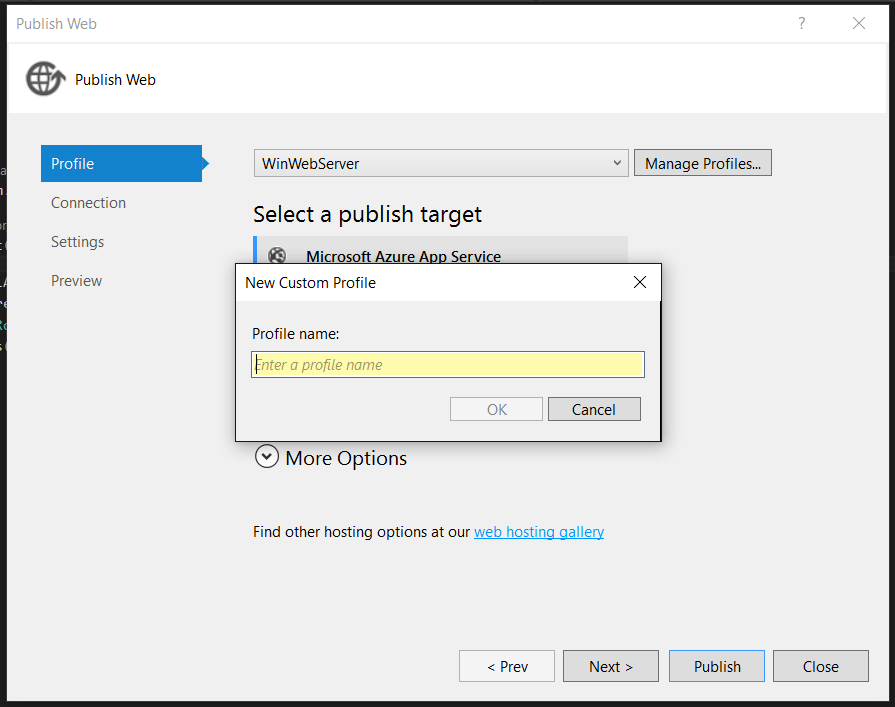 Publish Web
?
Publish Web
Profile
WinWebServer
Manage Profiles...
Connection
Select a publish target
Settings
Microsoft Azure App Service
Preview
New Custom Profile
Profile name:
Enter a profile name
OK
Cancel
More Options
Find other hosting options at our web hosting gallery
< Prev
Next >
Publish
Close